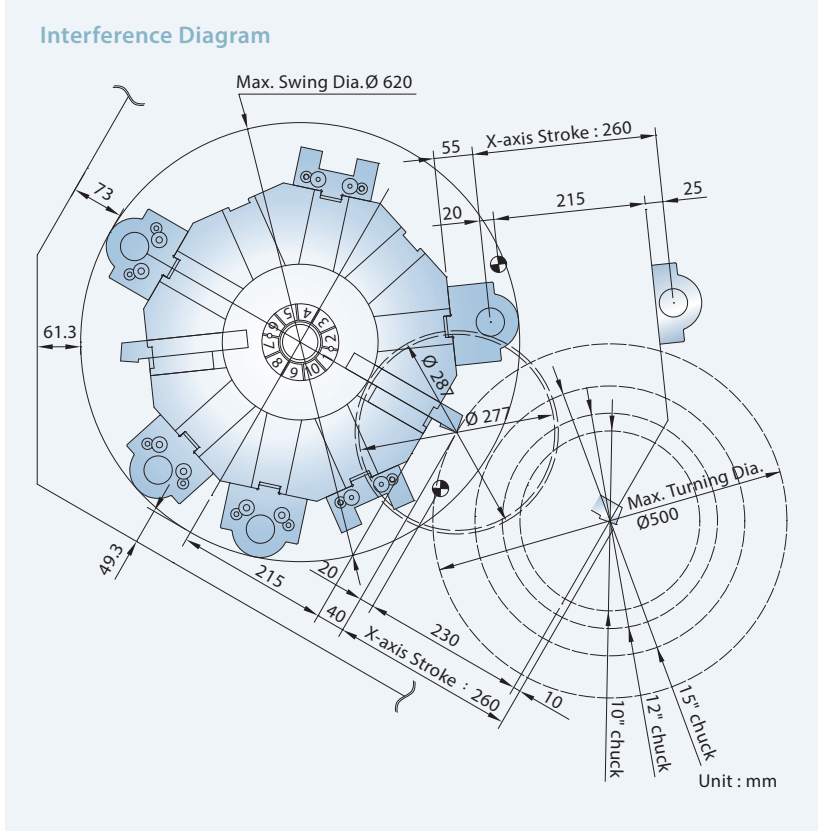 Interference Diagram
Max. Swing Dia.Ø 620
55
X-axis Stroke : 260
73
20
215
25
61.3
1
2
3
4
5
6
7
8
9
10
Ø 287
Ø 277
Max. Turning Dia.
Ø500
49.3
215
20
40
230
X-axis Stroke : 260
10
10" chuck
12" chuck
15" chuck
Unit : mm